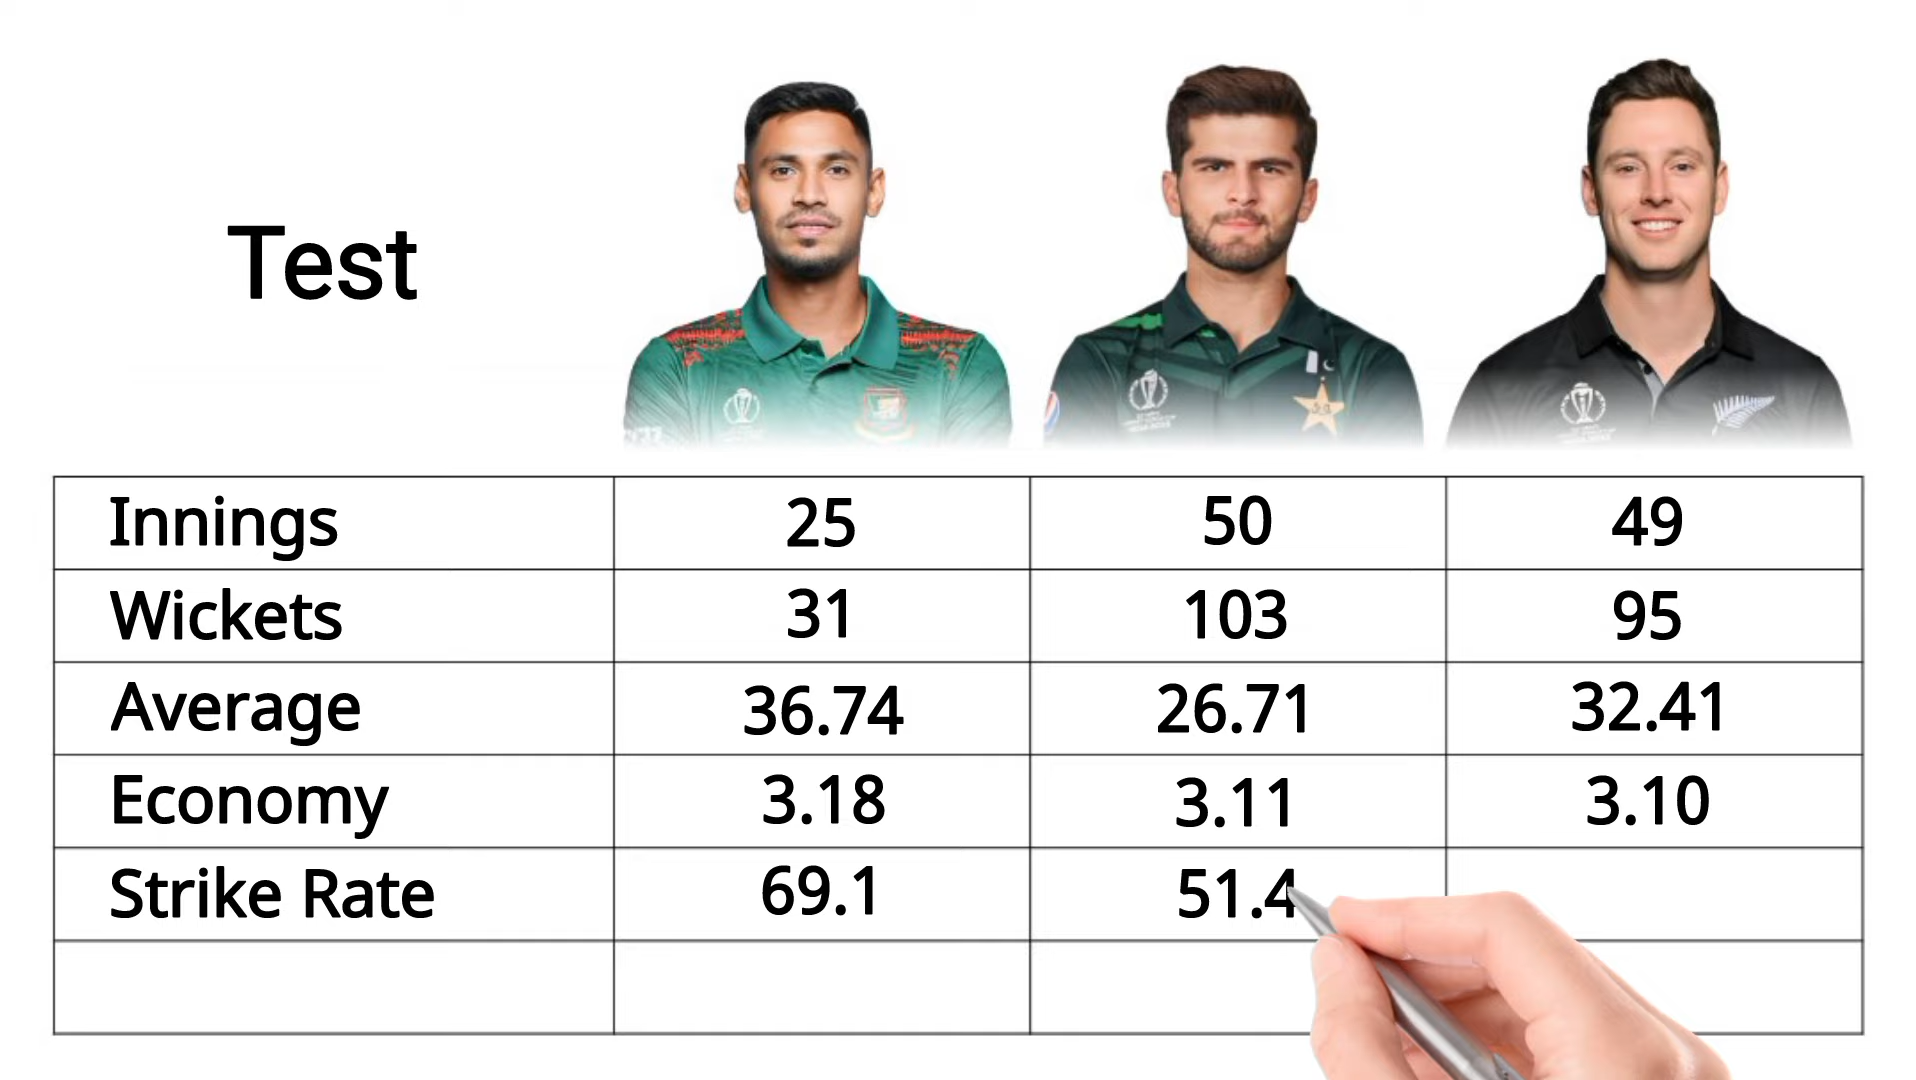 Test
Innings 25 50 49
Wickets 31 103 95
Average 36.74 26.71 32.41
Economy 3.18 3.11 3.10
Strike Rate 69.1 51.4